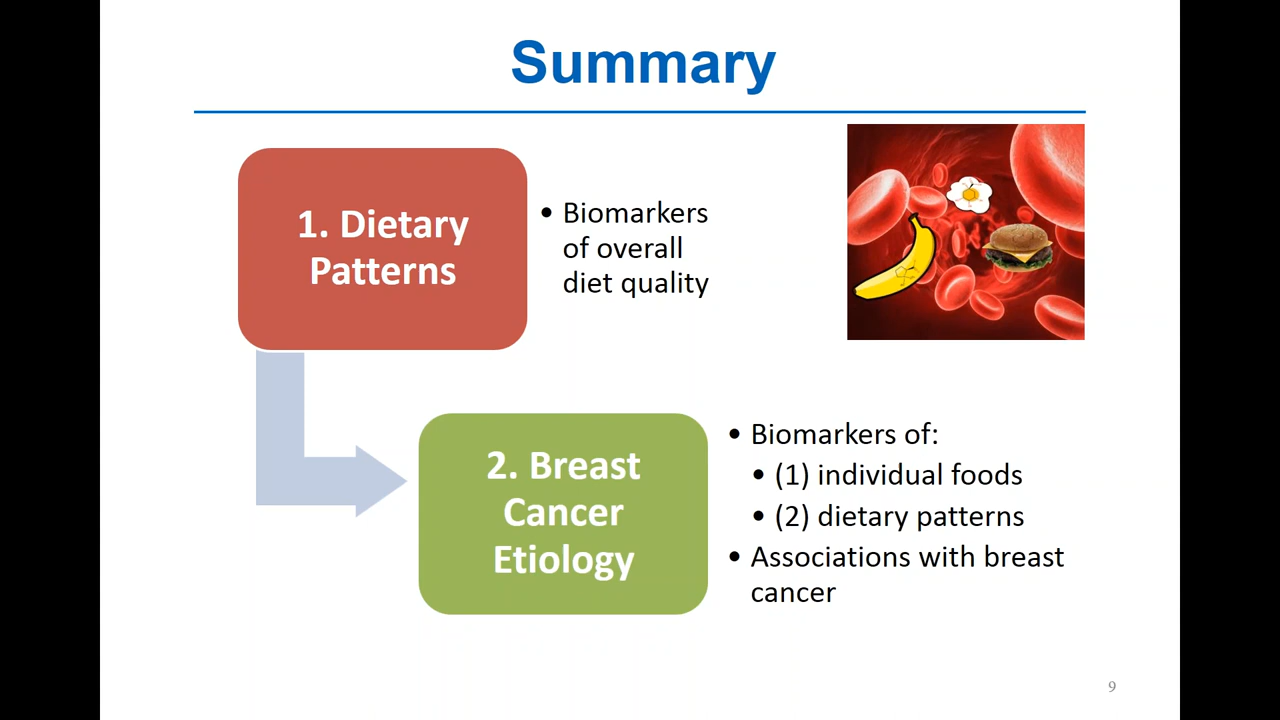 Summary
1. Dietary
Patterns
• Biomarkers
of overall
diet quality
2. Breast
Cancer
Etiology
• Biomarkers of:
• (1) individual foods
• (2) dietary patterns
• Associations with breast
cancer
9